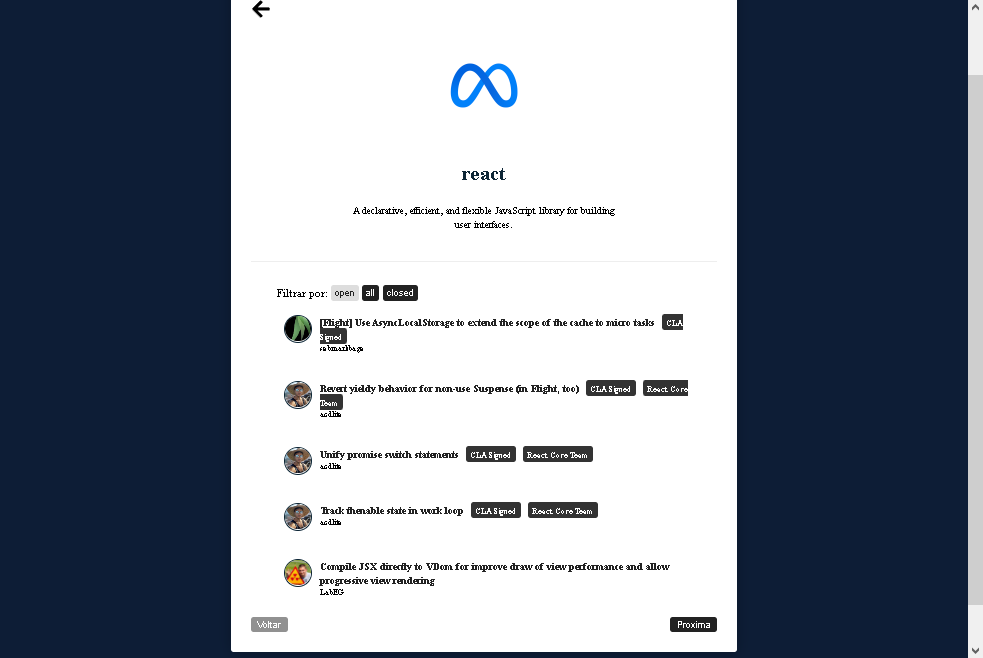 react
A declarative, efficient, and flexible JavaScript library for building
user interfaces.
Filtrar por: open all closed
[Flight] Use AsyncLocalStorage to extend the scope of the cache to micro tasks CLA
Signed
sebmarkbage
Revert yieldy behavior for non-use Suspense (in Flight, too) CLA Signed React Core
Team
acdlite
Unify promise switch statements CLA Signed React Core Team
acdlite
Track thenable state in work loop CLA Signed React Core Team
acdlite
Compile JSX directly to VDom for improve draw of view performance and allow
progressive view rendering
LabEG
Voltar Proxima